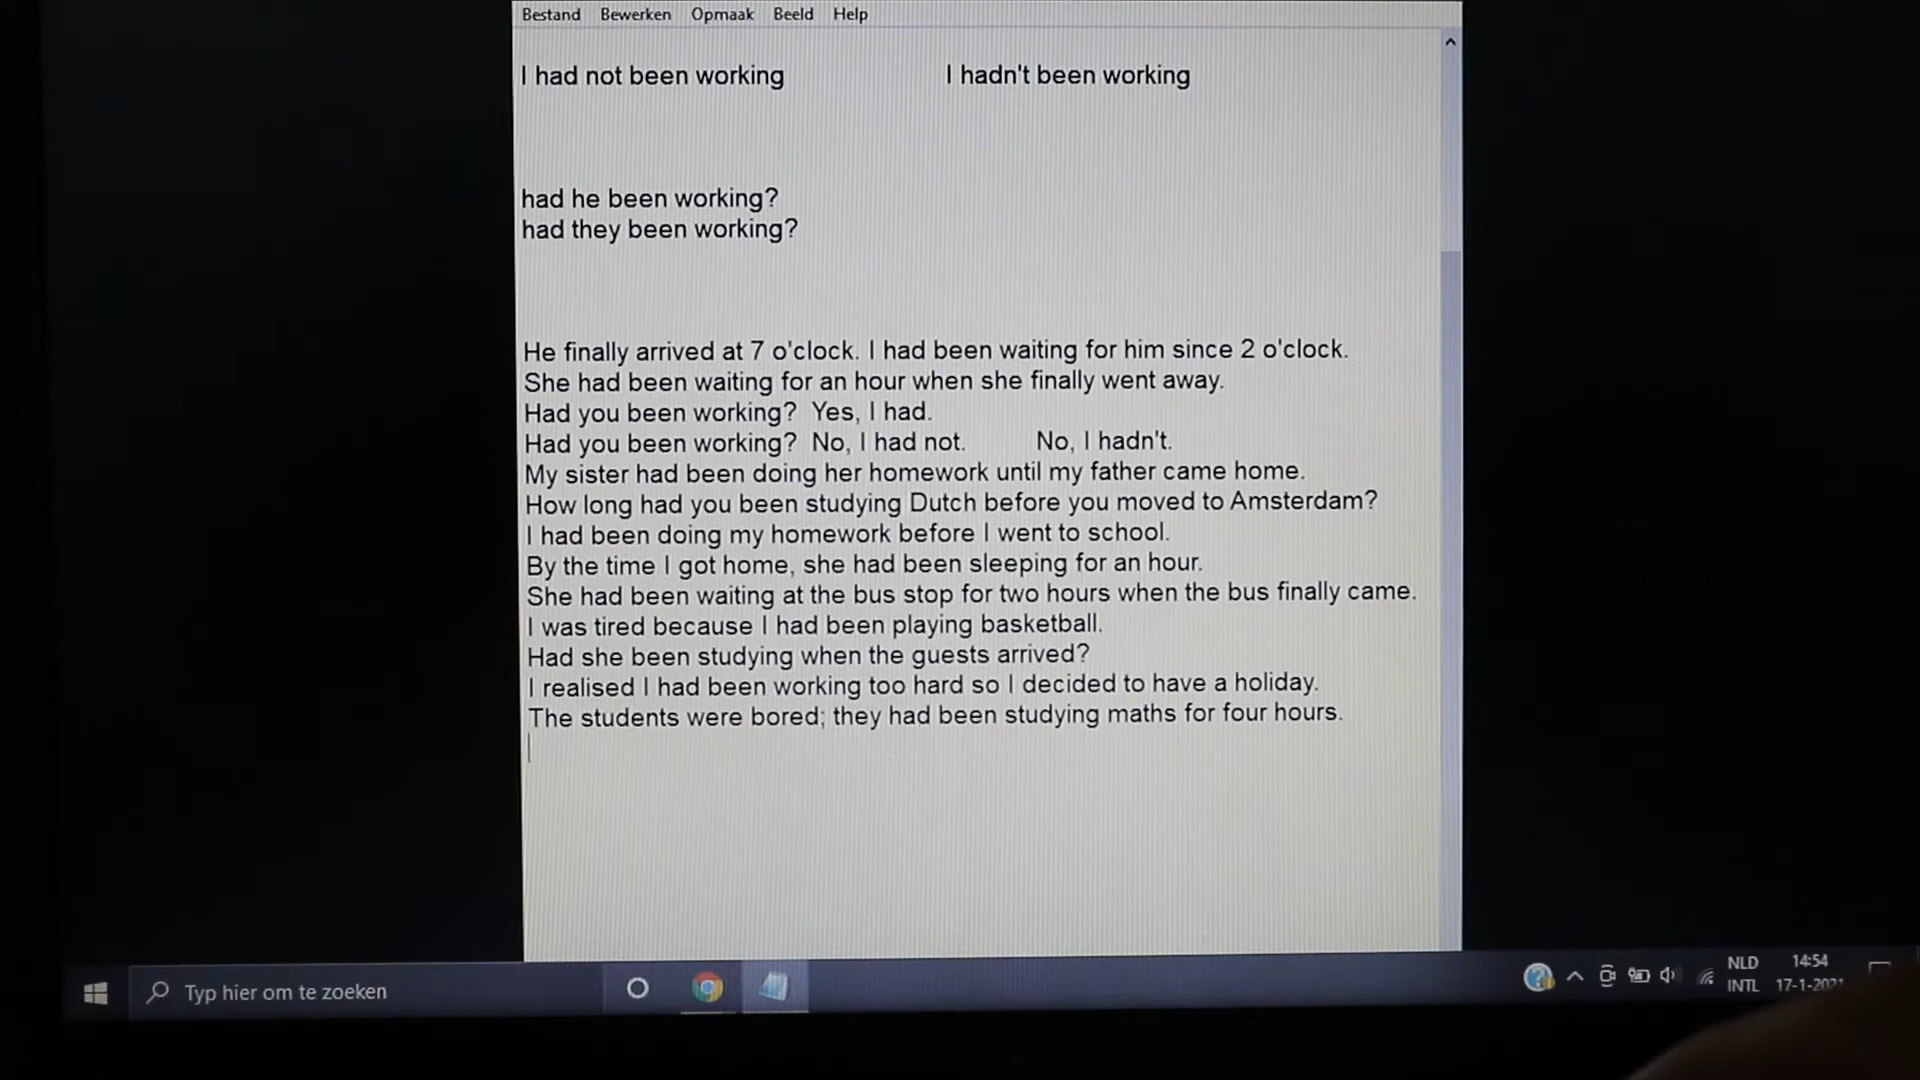 Bestand Bewerken Opmaak Beeld Help
I had not been working I hadn't been working
had he been working?
had they been working?
He finally arrived at 7 o'clock. I had been waiting for him since 2 o'clock.
She had been waiting for an hour when she finally went away.
Had you been working? Yes, I had.
Had you been working? No, I had not. No, I hadn't.
My sister had been doing her homework until my father came home.
How long had you been studying Dutch before you moved to Amsterdam?
I had been doing my homework before I went to school.
By the time I got home, she had been sleeping for an hour.
She had been waiting at the bus stop for two hours when the bus finally came.
I was tired because I had been playing basketball.
Had she been studying when the guests arrived?
I realised I had been working too hard so I decided to have a holiday.
The students were bored; they had been studying maths for four hours.
Typ hier om te zoeken
NLD 14:54
INTL 17-1-2021